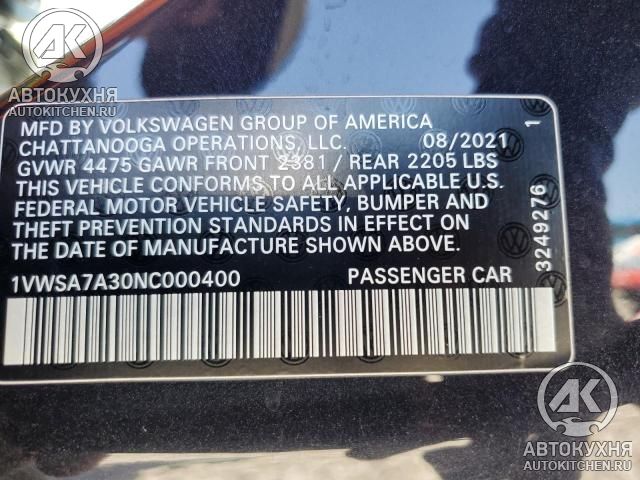 АК
АВТОКУХНЯ
AUTOKITCHEN.RU
MFD BY VOLKSWAGEN GROUP OF AMERICA
CHATTANOOGA OPERATIONS, LLC. 08/2021
GVWR 4475 GAWR FRONT 2381 / REAR 2205 LBS
THIS VEHICLE CONFORMS TO ALL APPLICABLE U.S.
FEDERAL MOTOR VEHICLE SAFETY, BUMPER AND
THEFT PREVENTION STANDARDS IN EFFECT ON
THE DATE OF MANUFACTURE SHOWN ABOVE.
1VWSA7A30NC000400 PASSENGER CAR
3249276 1
АК
АВТОКУХНЯ
AUTOKITCHEN.RU